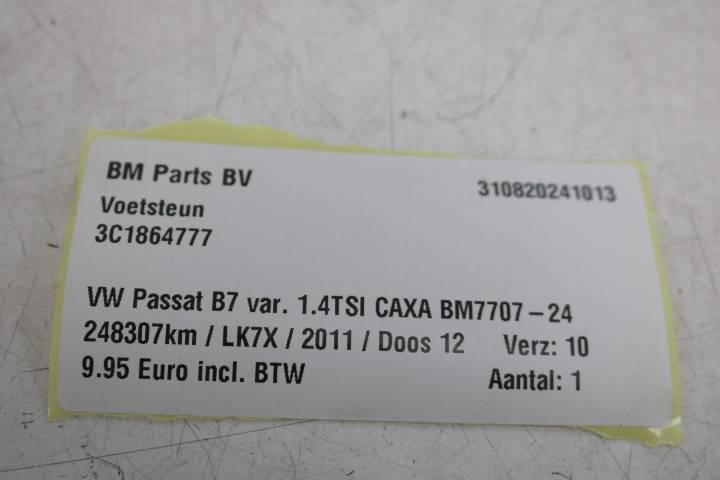 BM Parts BV 310820241013
Voetsteun
3C1864777
VW Passat B7 var. 1.4TSI CAXA BM7707-24
248307km / LK7X / 2011 / Doos 12 Verz: 10
9.95 Euro incl. BTW Aantal: 1